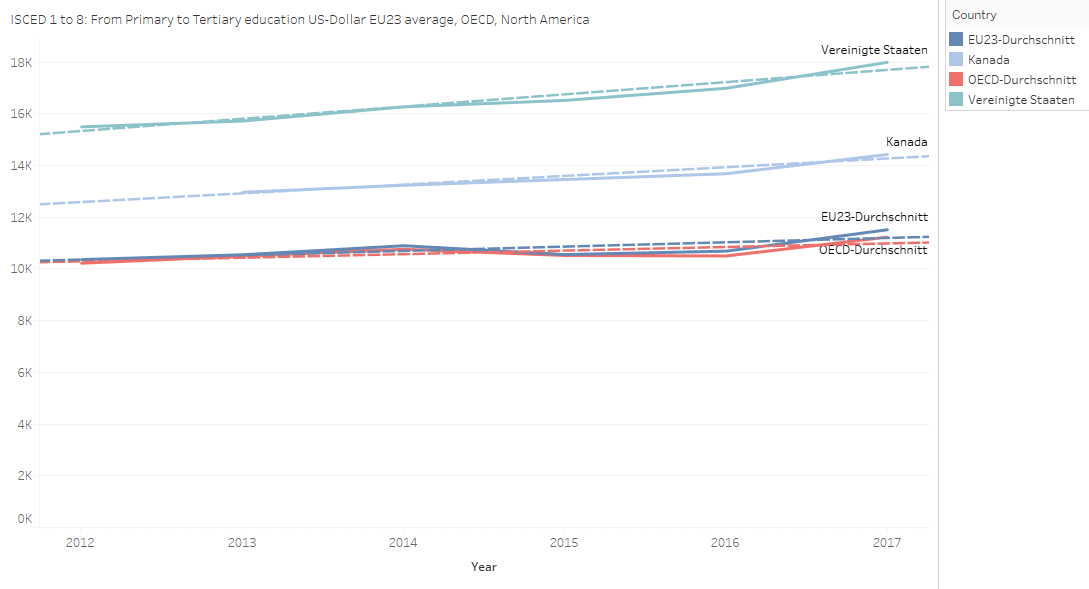 ISCED 1 to 8: From Primary to Tertiary education US-Dollar EU23 average, OECD, North America
Country
EU23-Durchschnitt
Kanada
OECD-Durchschnitt
Vereinigte Staaten
Vereinigte Staaten
18K
16K
Kanada
14K
EU23-Durchschnitt
12K
OECD-Durchschnitt
10K
8K
6K
4K
2K
0K
2012 2013 2014 2015 2016 2017
Year